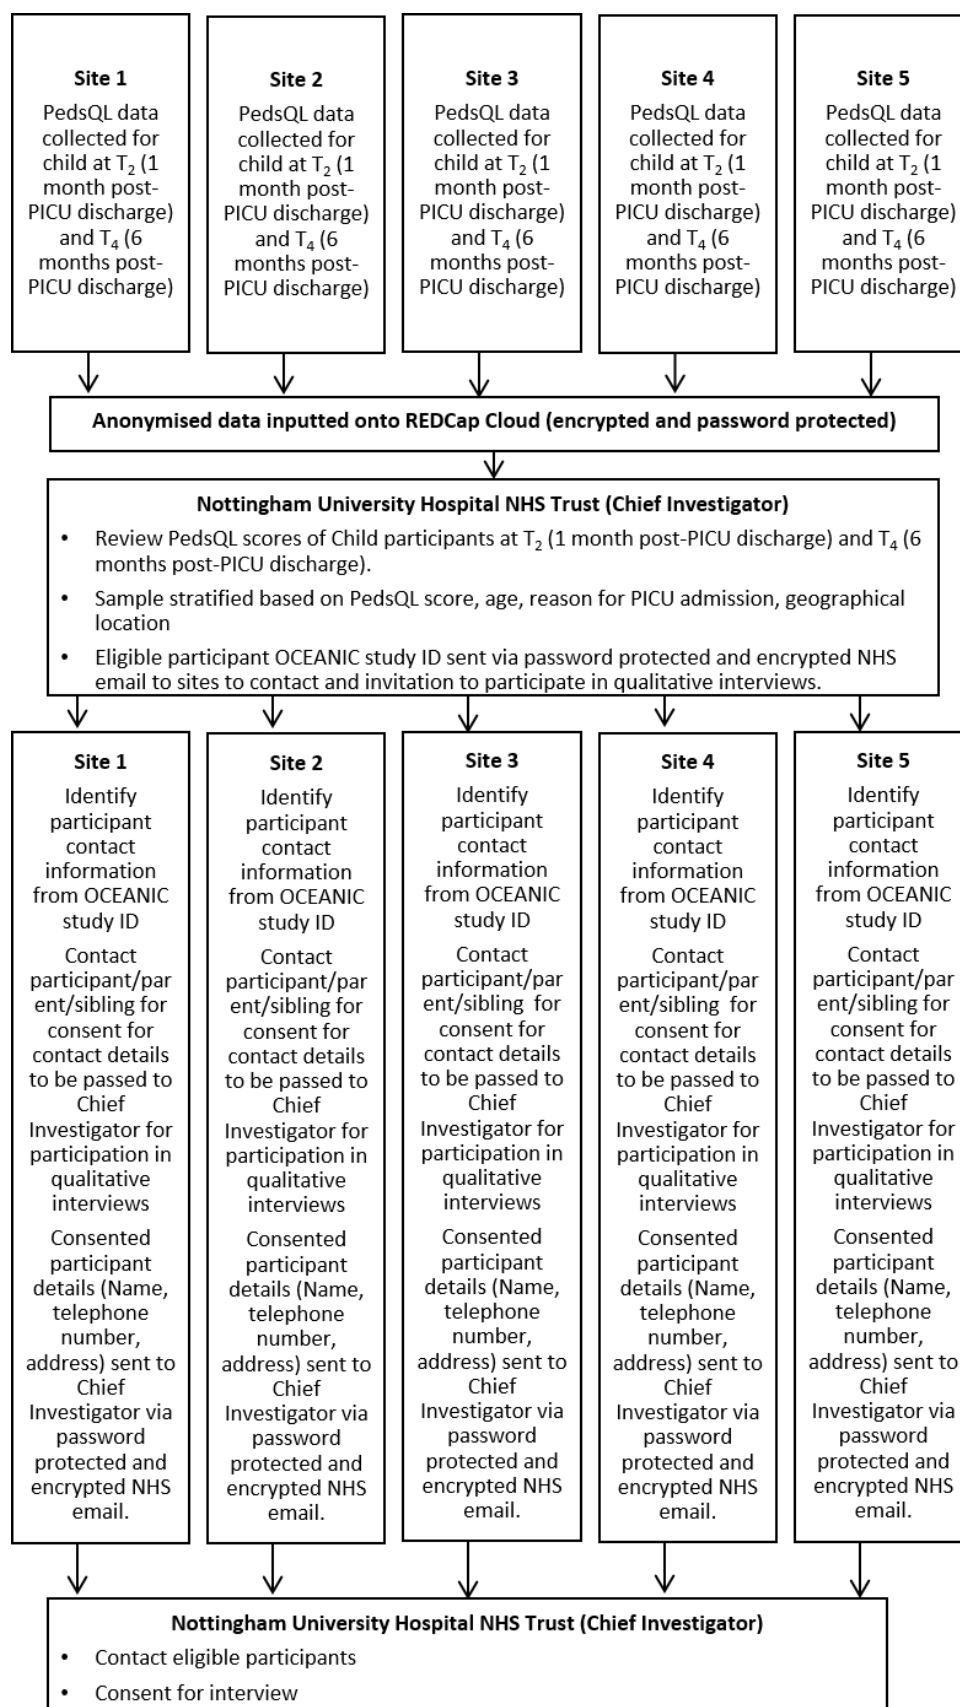 Site 1
PedsQL data
collected for
child at T₂ (1
month post-
PICU discharge)
and T₄ (6
months post-
PICU discharge)
Site 2
PedsQL data
collected for
child at T₂ (1
month post-
PICU discharge)
and T₄ (6
months post-
PICU discharge)
Site 3
PedsQL data
collected for
child at T₂ (1
month post-
PICU discharge)
and T₄ (6
months post-
PICU discharge)
Site 4
PedsQL data
collected for
child at T₂ (1
month post-
PICU discharge)
and T₄ (6
months post-
PICU discharge)
Site 5
PedsQL data
collected for
child at T₂ (1
month post-
PICU discharge)
and T₄ (6
months post-
PICU discharge)
Anonymised data inputted onto REDCap Cloud (encrypted and password protected)
Nottingham University Hospital NHS Trust (Chief Investigator)
• Review PedsQL scores of Child participants at T₂ (1 month post-PICU discharge) and T₄ (6
months post-PICU discharge).
• Sample stratified based on PedsQL score, age, reason for PICU admission, geographical
location
• Eligible participant OCEANIC study ID sent via password protected and encrypted NHS
email to sites to contact and invitation to participate in qualitative interviews.
Site 1
Identify
participant
contact
information
from OCEANIC
study ID
Contact
participant/par
ent/sibling for
consent for
contact details
to be passed to
Chief
Investigator for
participation in
qualitative
interviews
Consented
participant
details (Name,
telephone
number,
address) sent to
Chief
Investigator via
password
protected and
encrypted NHS
email.
Site 2
Identify
participant
contact
information
from OCEANIC
study ID
Contact
participant/par
ent/sibling for
consent for
contact details
to be passed to
Chief
Investigator for
participation in
qualitative
interviews
Consented
participant
details (Name,
telephone
number,
address) sent to
Chief
Investigator via
password
protected and
encrypted NHS
email.
Site 3
Identify
participant
contact
information
from OCEANIC
study ID
Contact
participant/par
ent/sibling for
consent for
contact details
to be passed to
Chief
Investigator for
participation in
qualitative
interviews
Consented
participant
details (Name,
telephone
number,
address) sent to
Chief
Investigator via
password
protected and
encrypted NHS
email.
Site 4
Identify
participant
contact
information
from OCEANIC
study ID
Contact
participant/par
ent/sibling for
consent for
contact details
to be passed to
Chief
Investigator for
participation in
qualitative
interviews
Consented
participant
details (Name,
telephone
number,
address) sent to
Chief
Investigator via
password
protected and
encrypted NHS
email.
Site 5
Identify
participant
contact
information
from OCEANIC
study ID
Contact
participant/par
ent/sibling for
consent for
contact details
to be passed to
Chief
Investigator for
participation in
qualitative
interviews
Consented
participant
details (Name,
telephone
number,
address) sent to
Chief
Investigator via
password
protected and
encrypted NHS
email.
Nottingham University Hospital NHS Trust (Chief Investigator)
• Contact eligible participants
• Consent for interview